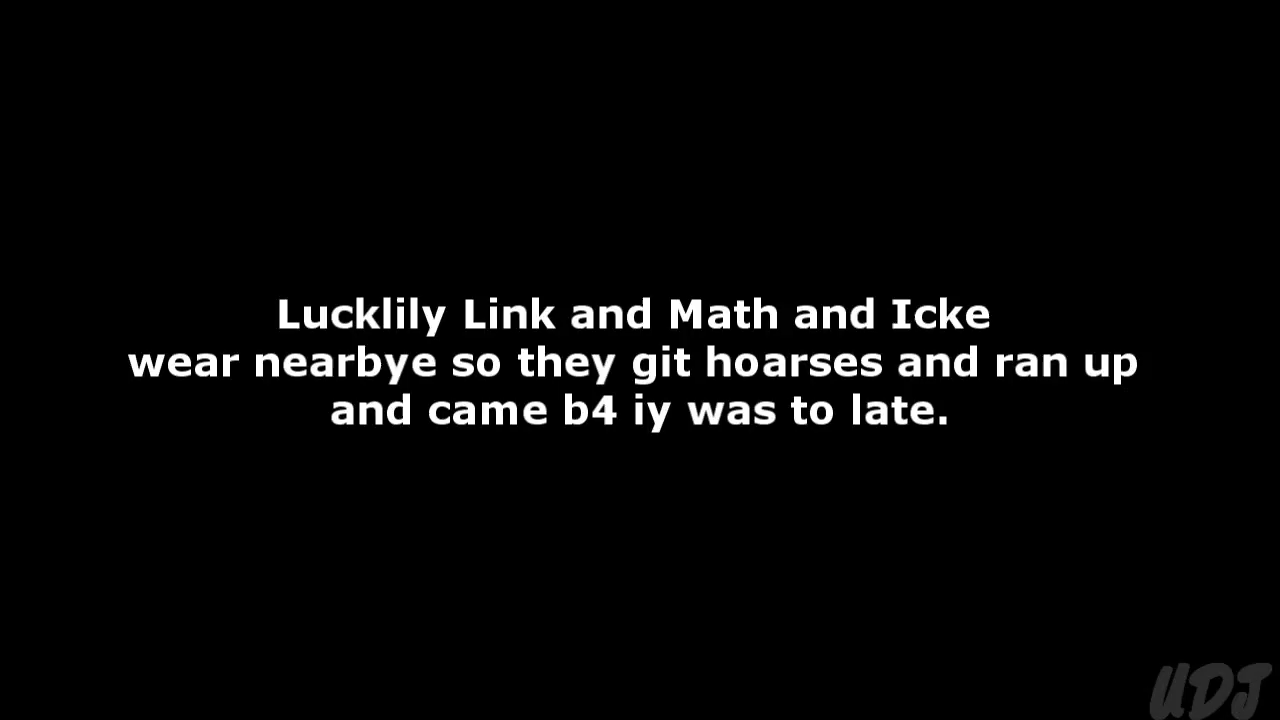 Lucklily Link and Math and Icke
wear nearbye so they git hoarses and ran up
and came b4 iy was to late.
UDJ